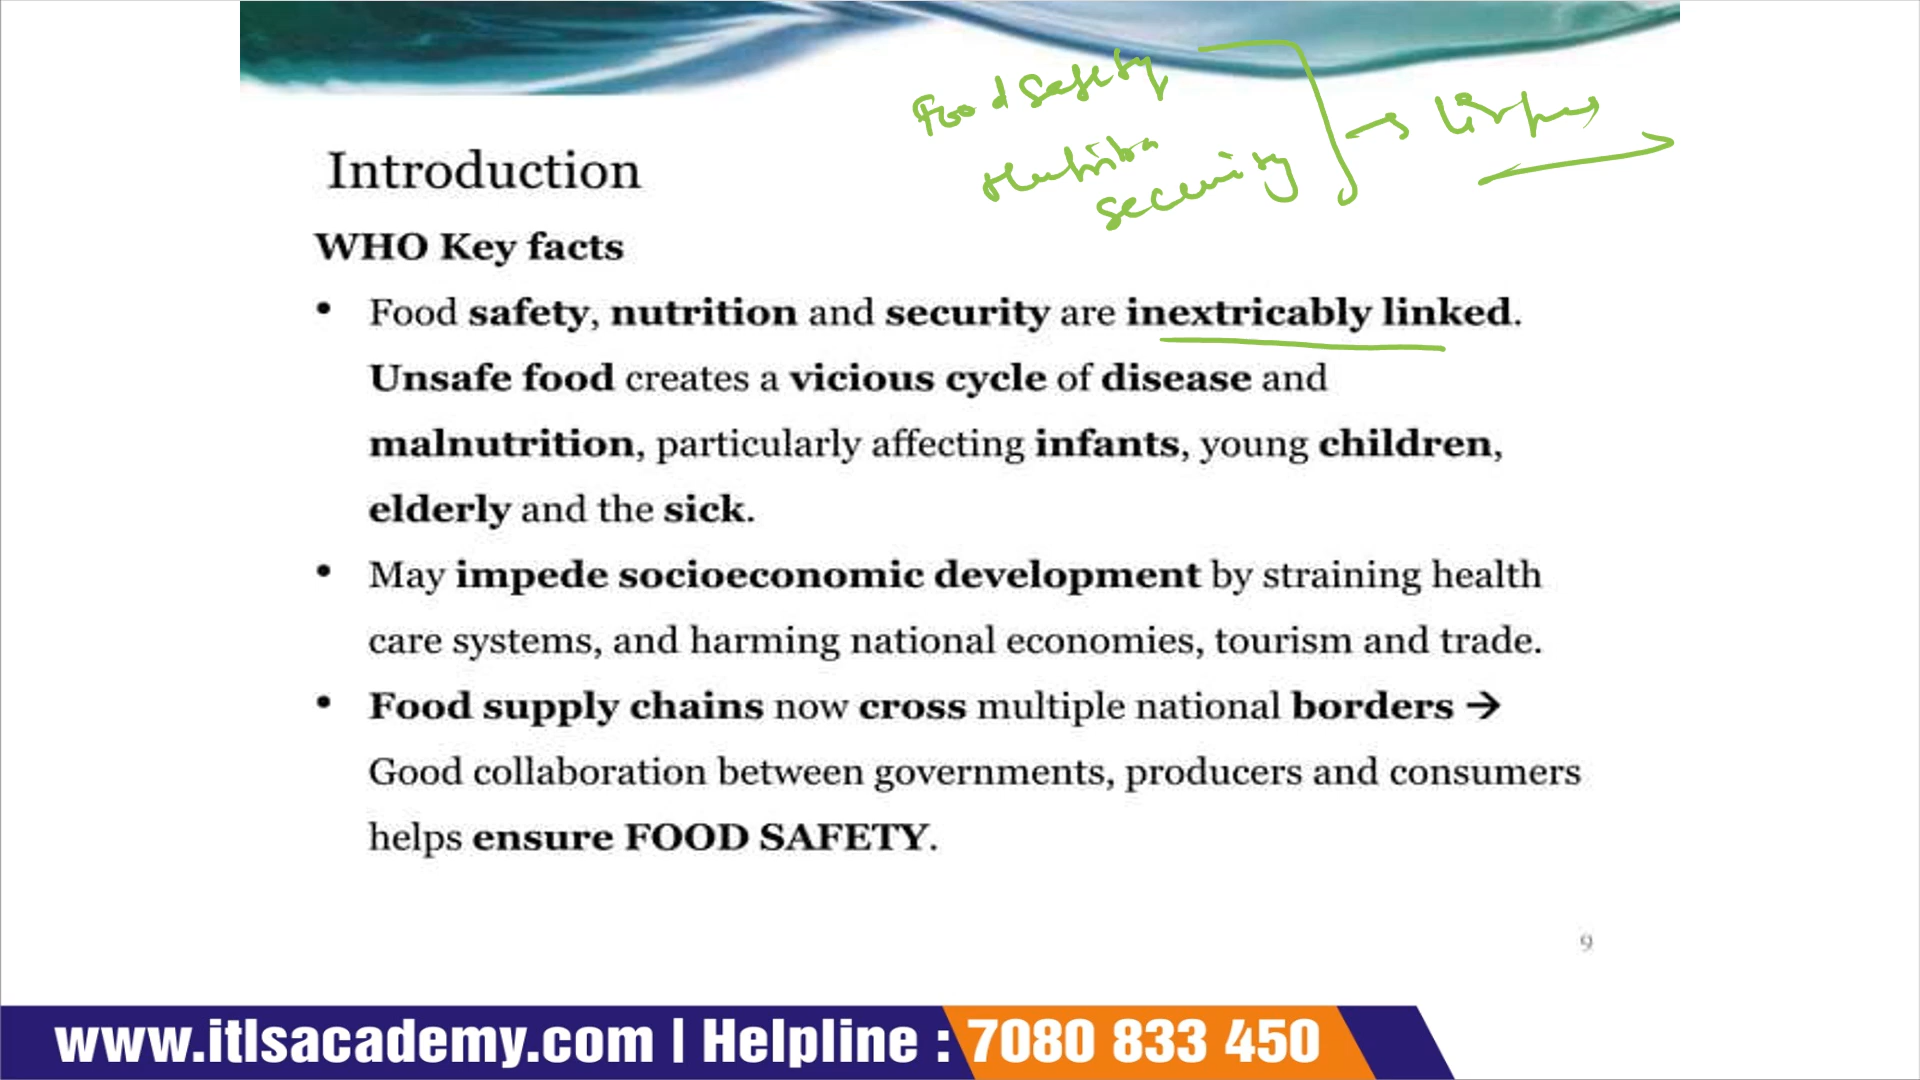 Food Safety
Nutrition
security
Introduction
WHO Key facts
• Food safety, nutrition and security are inextricably linked.
Unsafe food creates a vicious cycle of disease and
malnutrition, particularly affecting infants, young children,
elderly and the sick.
• May impede socioeconomic development by straining health
care systems, and harming national economies, tourism and trade.
• Food supply chains now cross multiple national borders →
Good collaboration between governments, producers and consumers
helps ensure FOOD SAFETY.
9
www.itlsacademy.com | Helpline : 7080 833 450